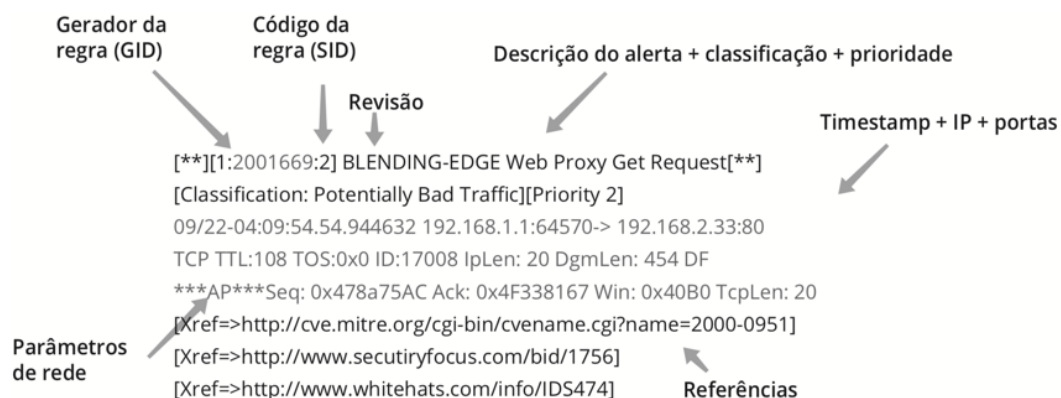 Gerador da
regra (GID)
Código da
regra (SID)
Revisão
Descrição do alerta + classificação + prioridade
Timestamp + IP + portas
[**][1:2001669:2] BLENDING-EDGE Web Proxy Get Request[**]
[Classification: Potentially Bad Traffic][Priority 2]
09/22-04:09:54.54.944632 192.168.1.1:64570-> 192.168.2.33:80
TCP TTL:108 TOS:0x0 ID:17008 IpLen: 20 DgmLen: 454 DF
***AP***Seq: 0x478a75AC Ack: 0x4F338167 Win: 0x40B0 TcpLen: 20
[Xref=>http://cve.mitre.org/cgi-bin/cvename.cgi?name=2000-0951]
[Xref=>http://www.secutiryfocus.com/bid/1756]
[Xref=>http://www.whitehats.com/info/IDS474]
Parâmetros
de rede
Referências